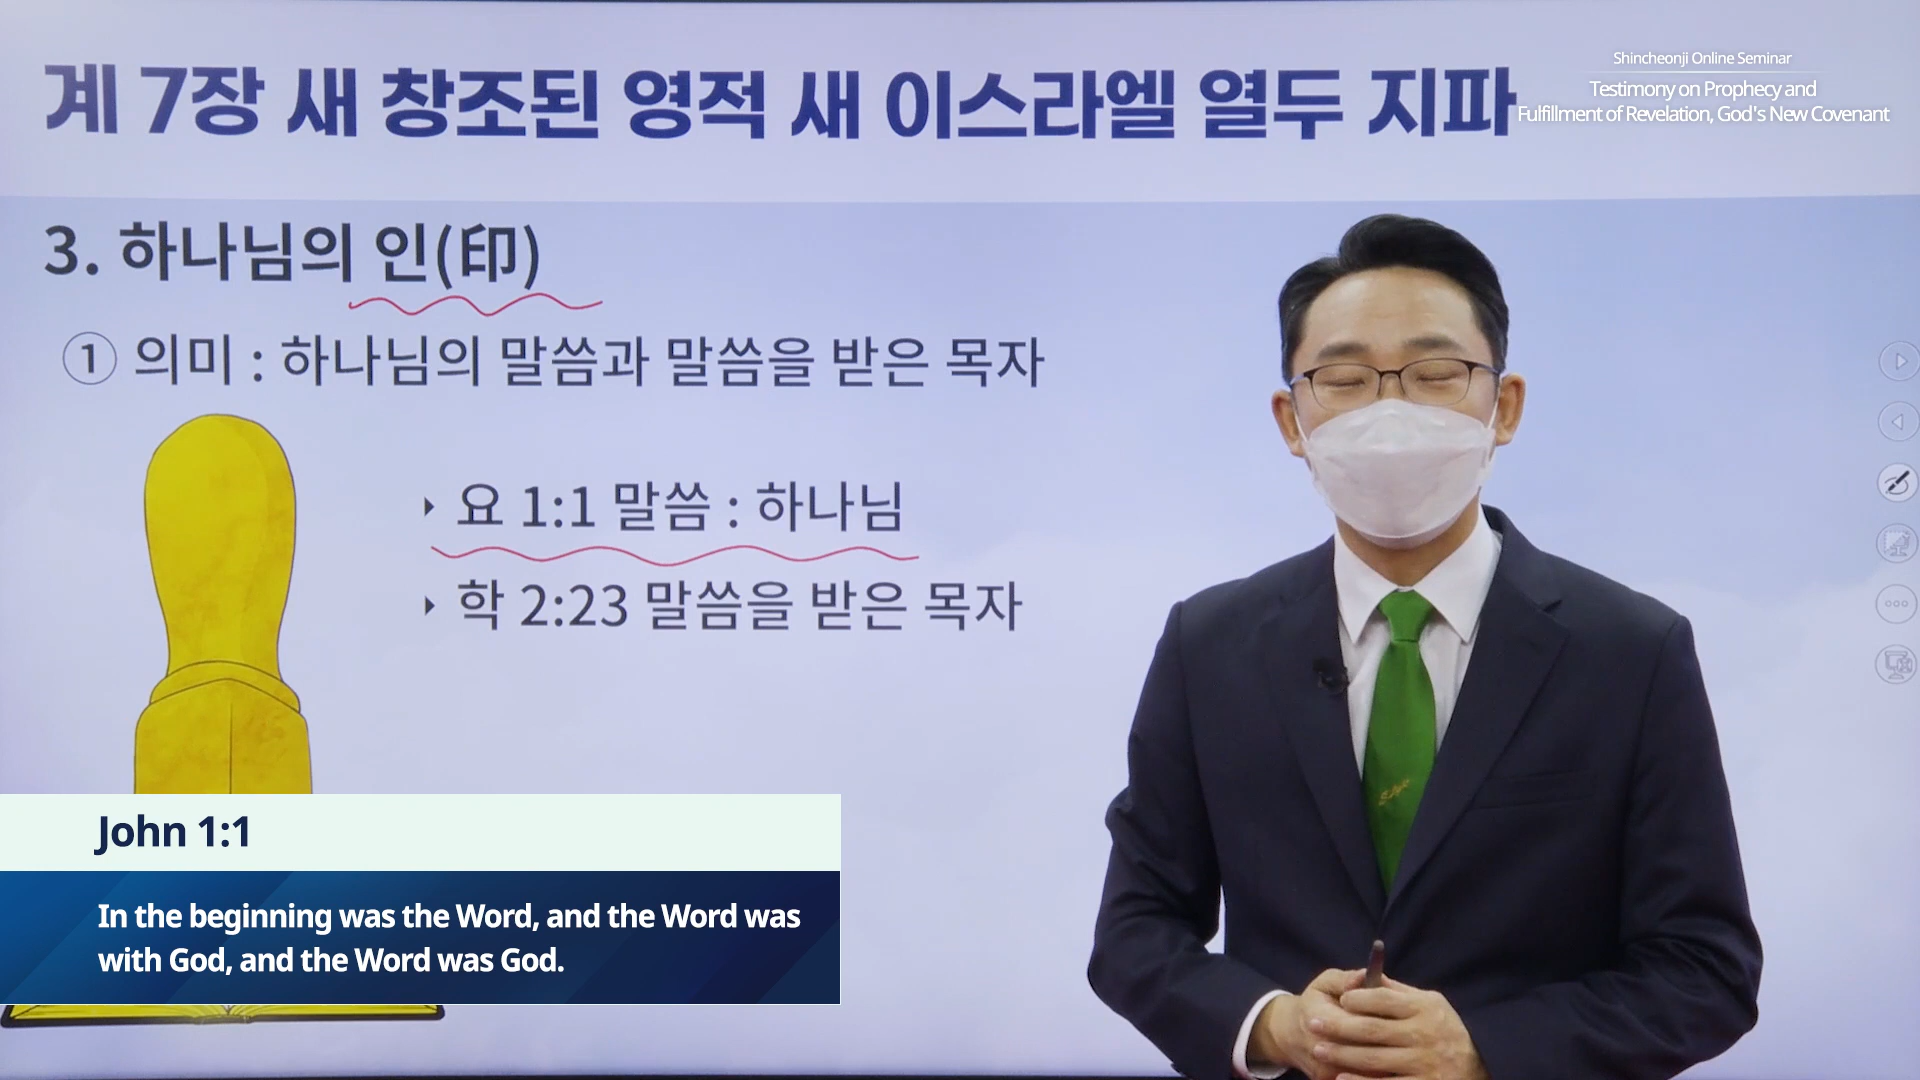 계 7장 새 창조된 영적 새 이스라엘 열두 지파
Shincheonji Online Seminar
Testimony on Prophecy and
Fulfillment of Revelation, God's New Covenant
3. 하나님의 인(印)
① 의미 : 하나님의 말씀과 말씀을 받은 목자
‣ 요 1:1 말씀 : 하나님
‣ 학 2:23 말씀을 받은 목자
John 1:1
In the beginning was the Word, and the Word was
with God, and the Word was God.